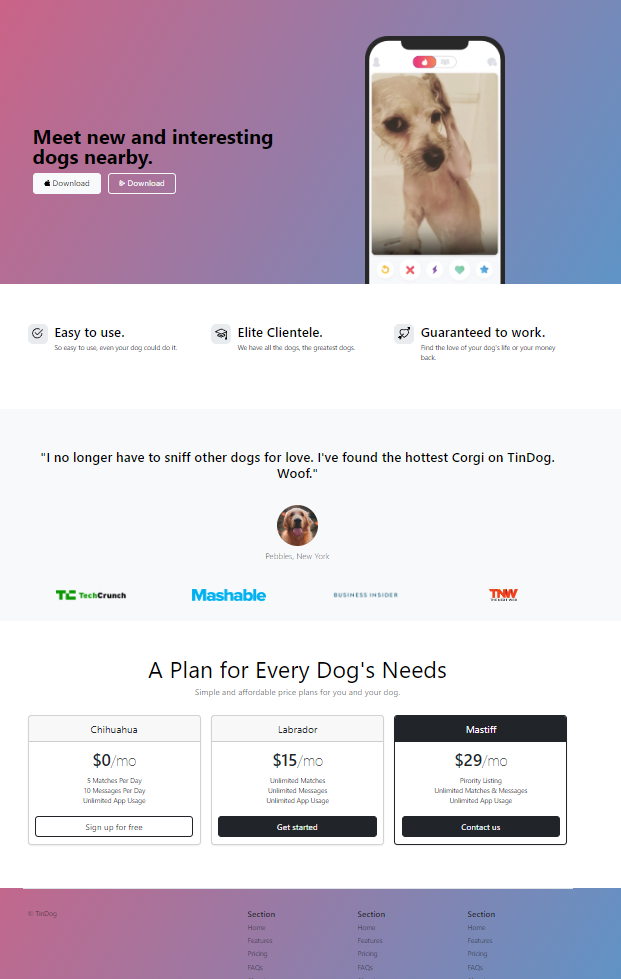 Meet new and interesting
dogs nearby.
Download
Download
Easy to use.
So easy to use, even your dog could do it.
Elite Clientele.
We have all the dogs, the greatest dogs.
Guaranteed to work.
Find the love of your dog's life or your money
back.
"I no longer have to sniff other dogs for love. I've found the hottest Corgi on TinDog.
Woof."
Pebbles, New York
TechCrunch
Mashable
BUSINESS INSIDER
TNW
A Plan for Every Dog's Needs
Simple and affordable price plans for you and your dog.
Chihuahua
$0/mo
5 Matches Per Day
10 Messages Per Day
Unlimited App Usage
Sign up for free
Labrador
$15/mo
Unlimited Matches
Unlimited Messages
Unlimited App Usage
Get started
Mastiff
$29/mo
Pirority Listing
Unlimited Matches & Messages
Unlimited App Usage
Contact us
© TinDog
Section
Home
Features
Pricing
FAQs
Section
Home
Features
Pricing
FAQs
Section
Home
Features
Pricing
FAQs